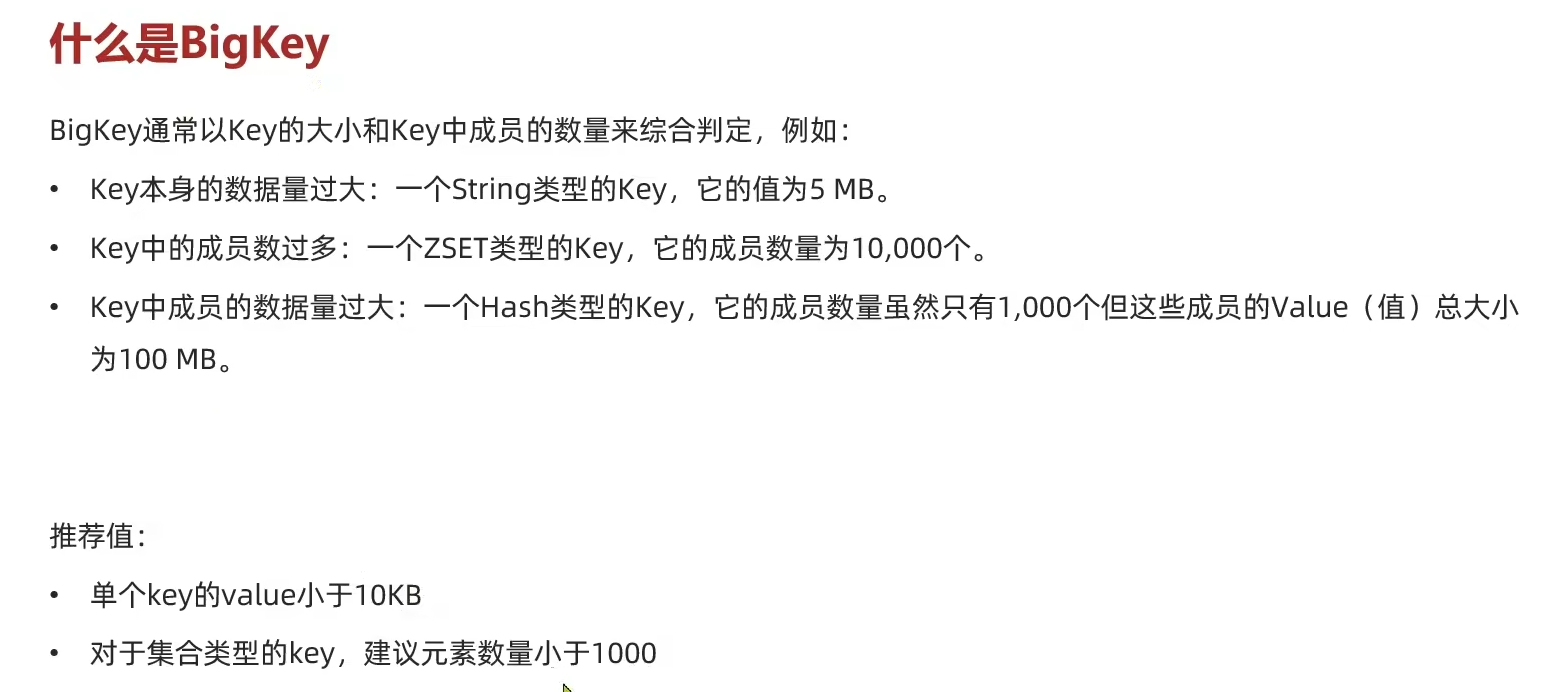 什么是BigKey
BigKey通常以Key的大小和Key中成员的数量来综合判定，例如：
• Key本身的数据量过大：一个String类型的Key，它的值为5 MB。
• Key中的成员数过多：一个ZSET类型的Key，它的成员数量为10,000个。
• Key中成员的数据量过大：一个Hash类型的Key，它的成员数量虽然只有1,000个但这些成员的Value（值）总大小
为100 MB。
推荐值：
• 单个key的value小于10KB
• 对于集合类型的key，建议元素数量小于1000